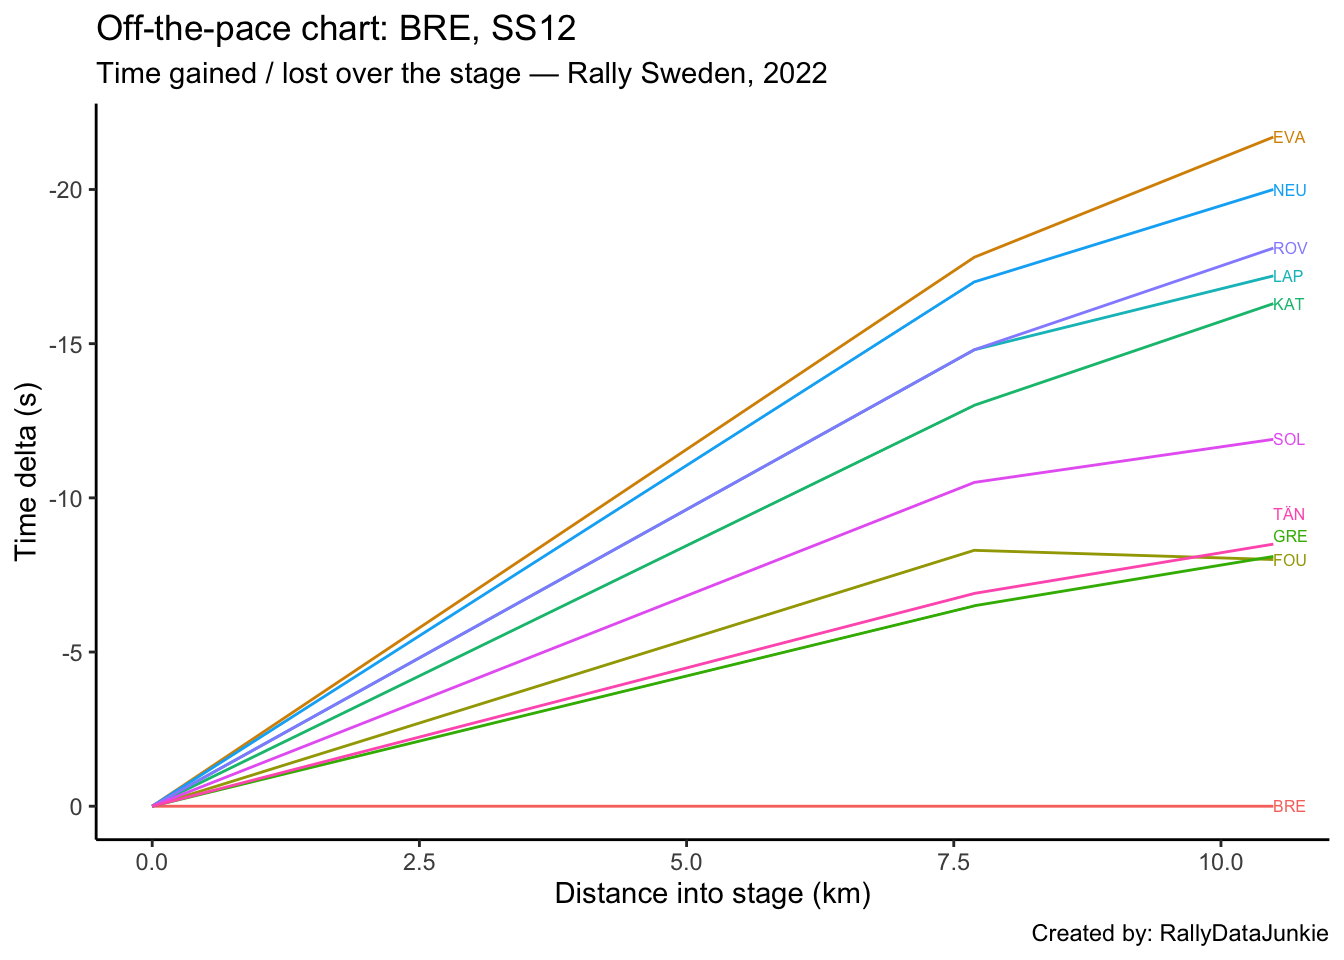 Off-the-pace chart: BRE, SS12
Time gained / lost over the stage — Rally Sweden, 2022
EVA
-20
NEU
ROV
LAP
KAT
-15
SOL
-10
TÄN
GRE
FOU
-5
0
BRE
Time delta (s)
0.0 2.5 5.0 7.5 10.0
Distance into stage (km)
Created by: RallyDataJunkie